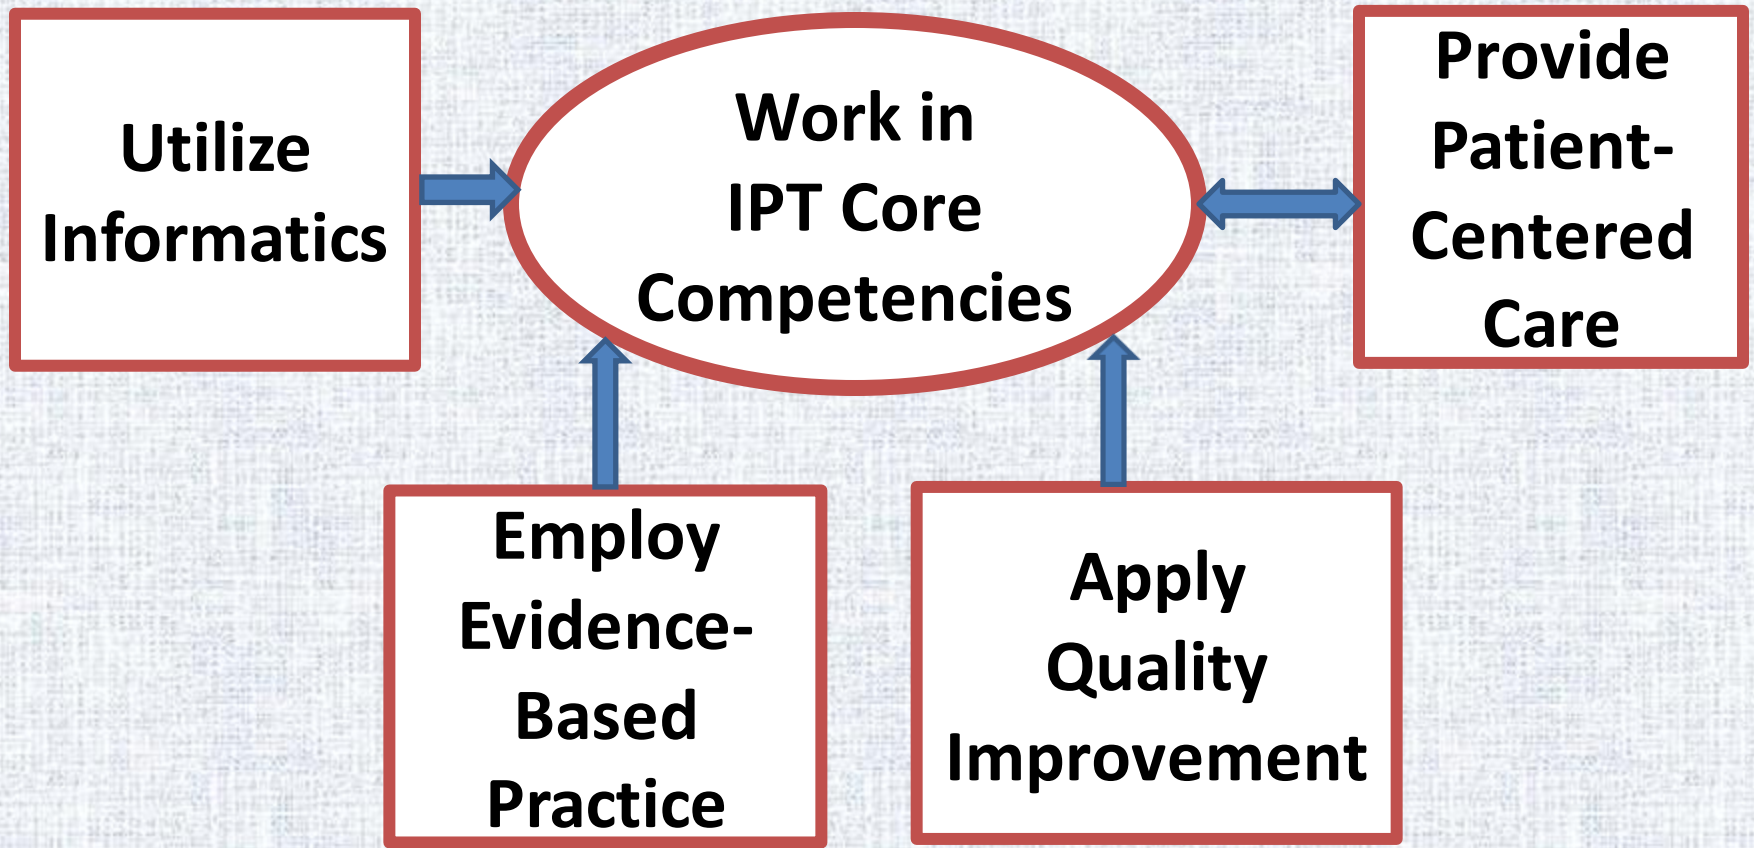 Utilize
Informatics
Work in
IPT Core
Competencies
Provide
Patient-
Centered
Care
Employ
Evidence-
Based
Practice
Apply
Quality
Improvement